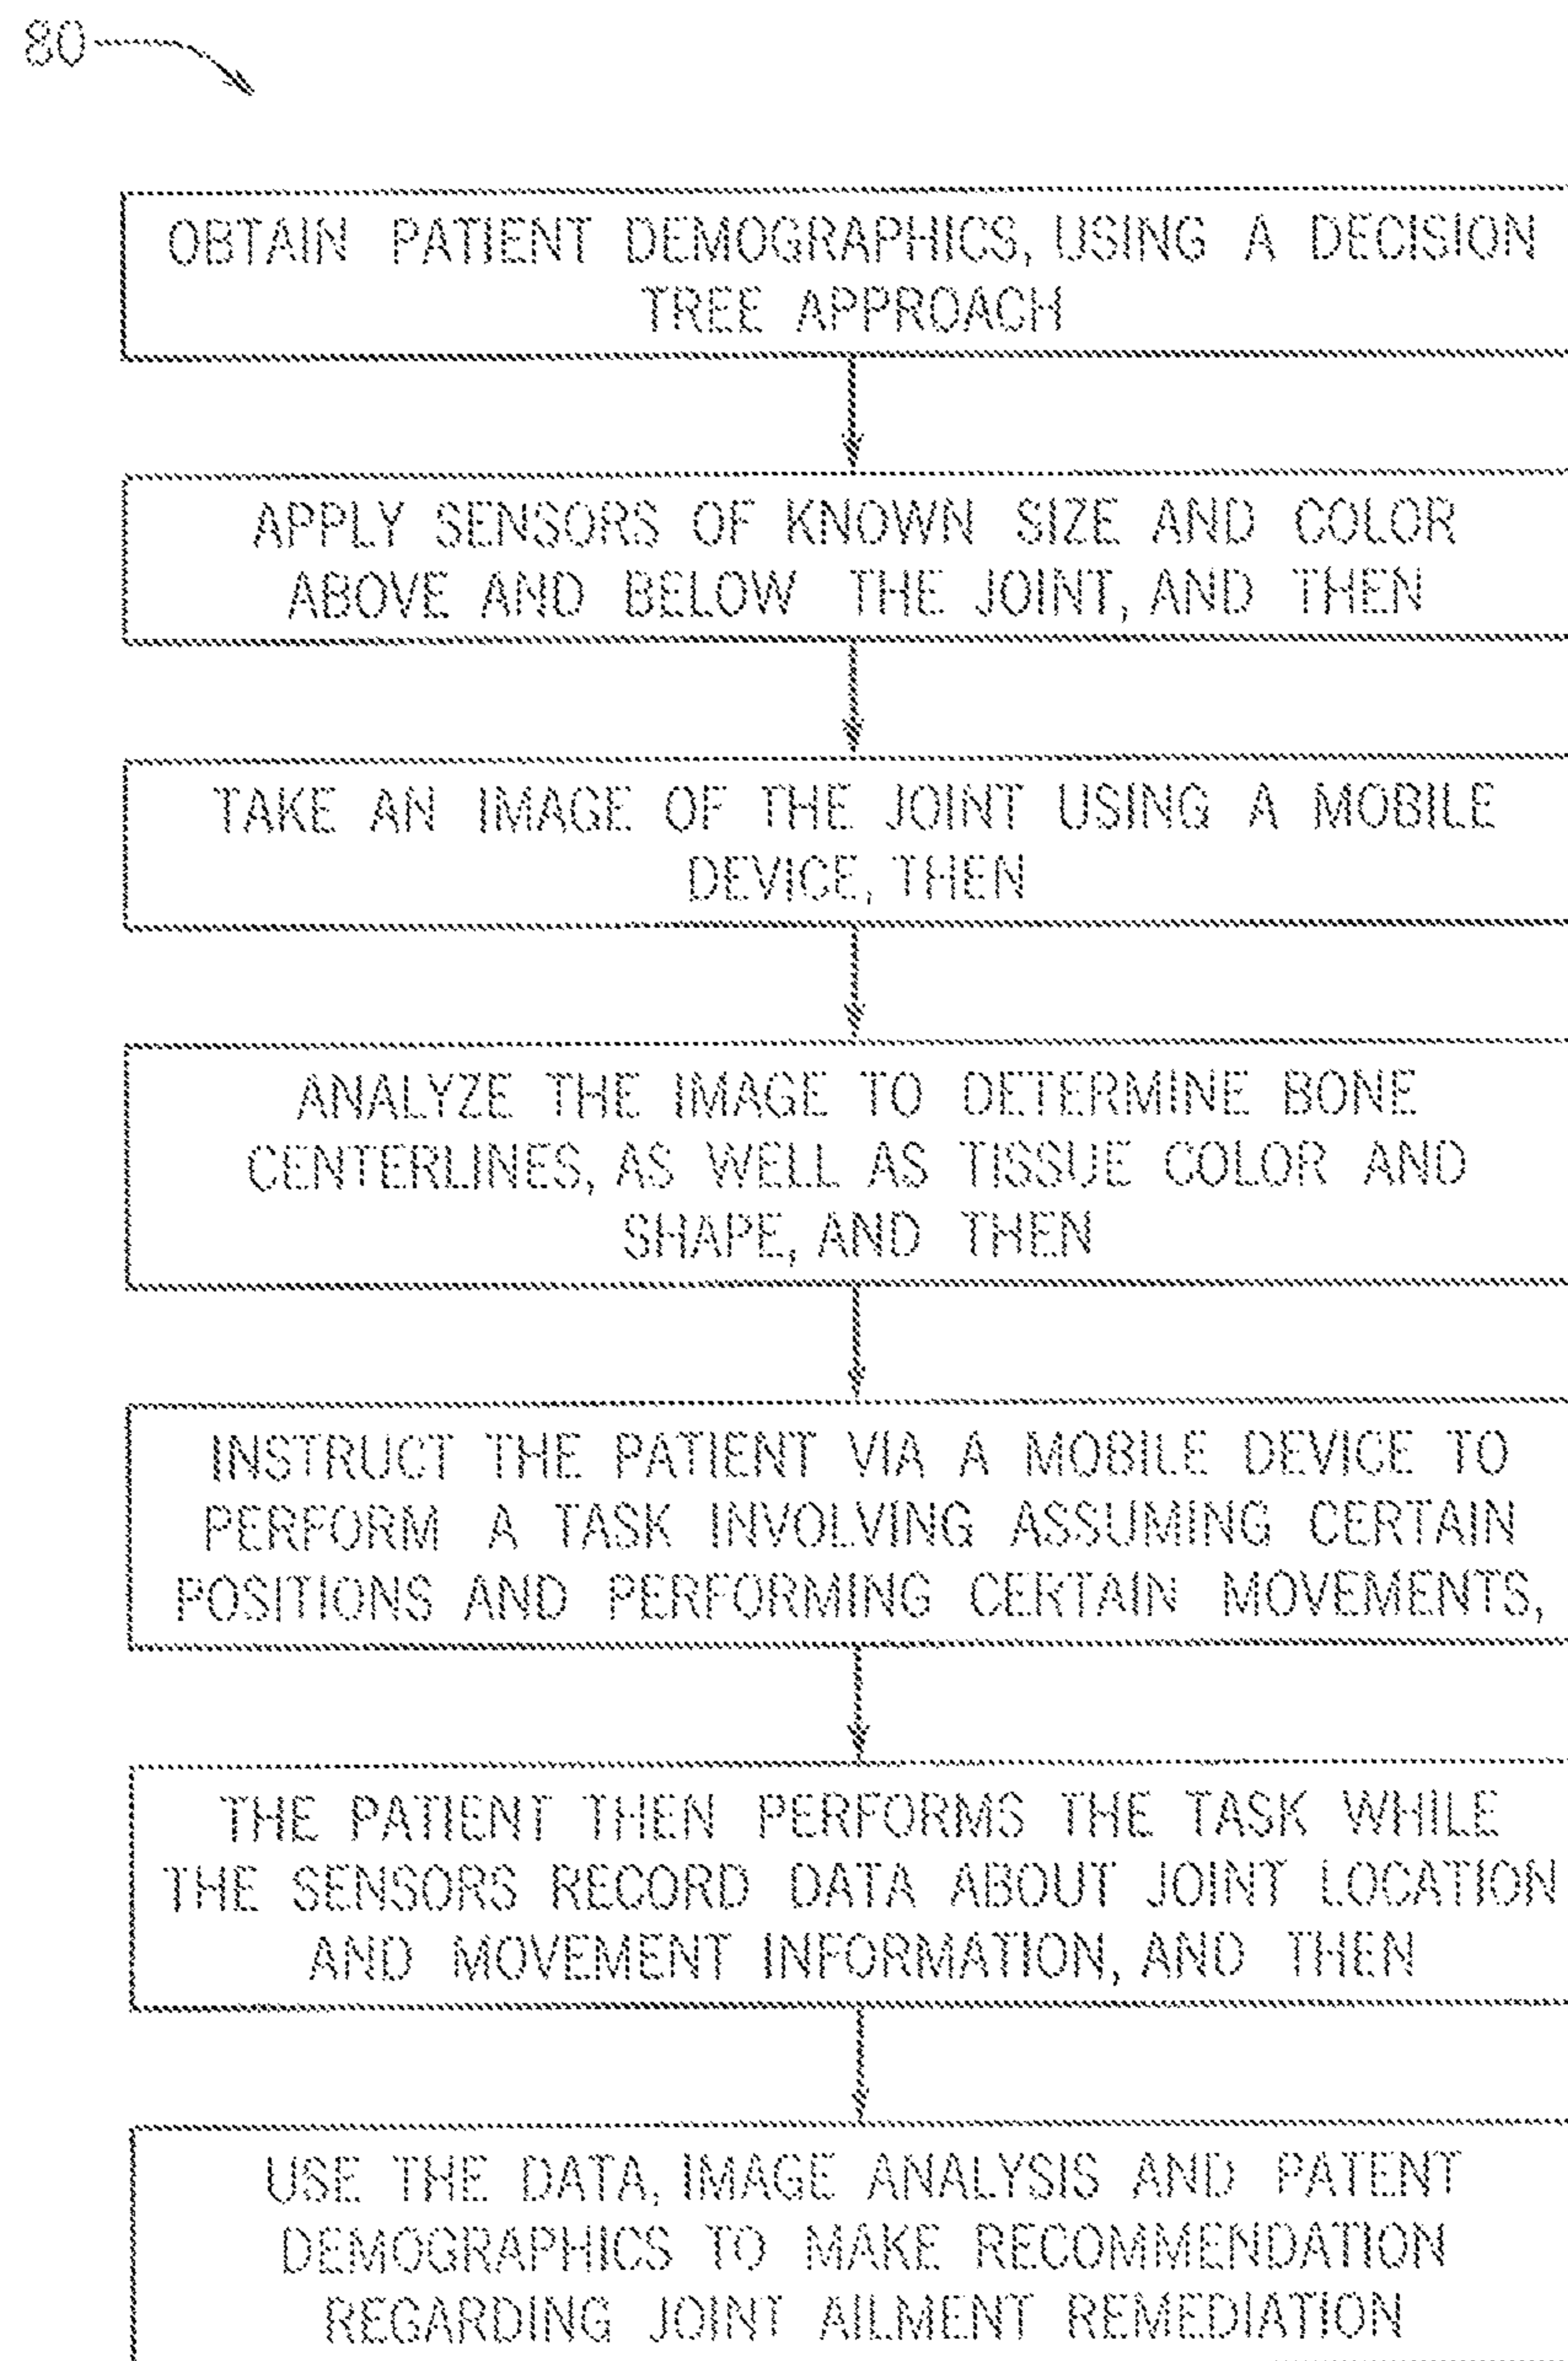 80
OBTAIN PATIENT DEMOGRAPHICS, USING A DECISION
TREE APPROACH
APPLY SENSORS OF KNOWN SIZE AND COLOR
ABOVE AND BELOW THE JOINT, AND THEN
TAKE AN IMAGE OF THE JOINT USING A MOBILE
DEVICE, THEN
ANALYZE THE IMAGE TO DETERMINE BONE
CENTERLINES, AS WELL AS TISSUE COLOR AND
SHAPE, AND THEN
INSTRUCT THE PATIENT VIA A MOBILE DEVICE TO
PERFORM A TASK INVOLVING ASSUMING CERTAIN
POSITIONS AND PERFORMING CERTAIN MOVEMENTS,
THE PATIENT THEN PERFORMS THE TASK WHILE
THE SENSORS RECORD DATA ABOUT JOINT LOCATION
AND MOVEMENT INFORMATION, AND THEN
USE THE DATA, IMAGE ANALYSIS AND PATENT
DEMOGRAPHICS TO MAKE RECOMMENDATION
REGARDING JOINT AILMENT REMEDIATION